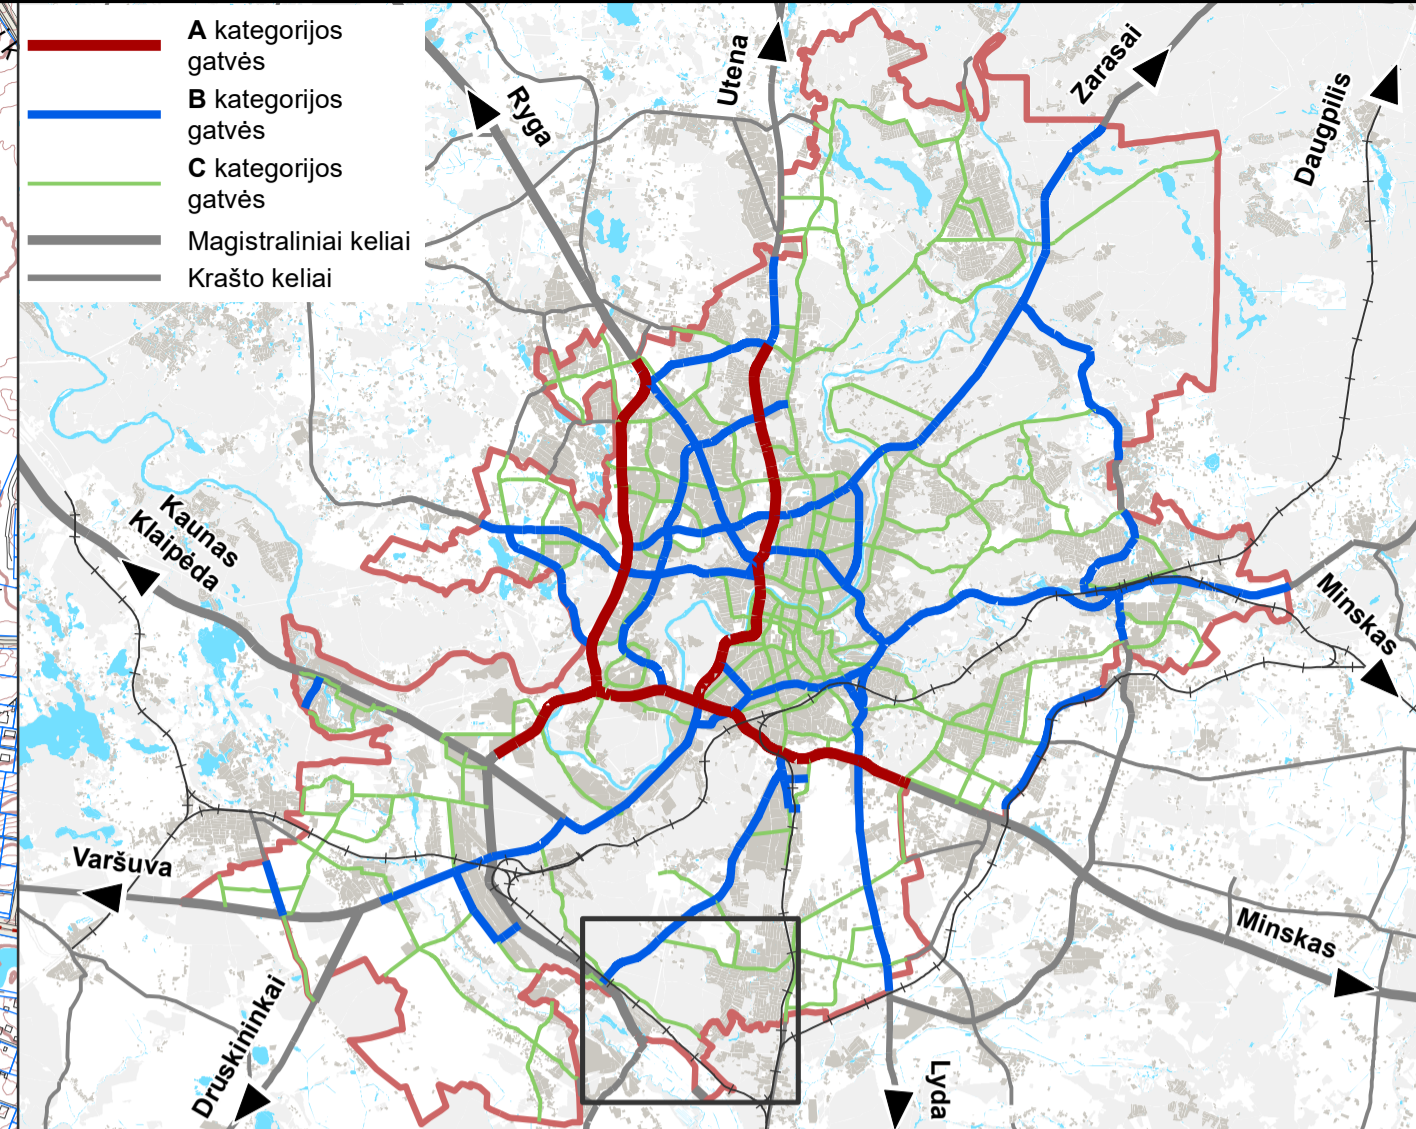 A kategorijos
gatvės
B kategorijos
gatvės
C kategorijos
gatvės
Magistraliniai keliai
Krašto keliai
Ryga
Utena
Zarasai
Daugpilis
Kaunas
Klaipėda
Minskas
Varšuva
Minskas
Druskininkai
Lyda